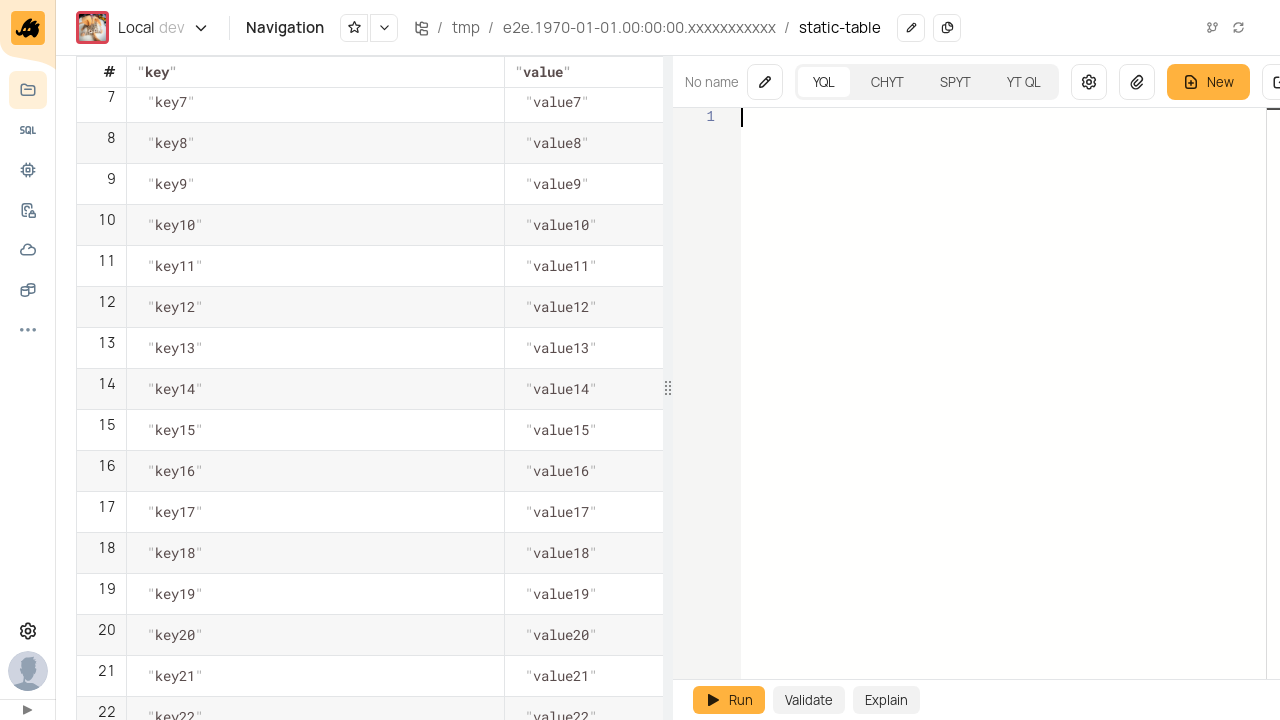 Local dev Navigation / tmp / e2e.1970-01-01.00:00:00.xxxxxxxxxxx / static-table
SQL
# "key" "value"
7 "key7" "value7"
8 "key8" "value8"
9 "key9" "value9"
10 "key10" "value10"
11 "key11" "value11"
12 "key12" "value12"
13 "key13" "value13"
14 "key14" "value14"
15 "key15" "value15"
16 "key16" "value16"
17 "key17" "value17"
18 "key18" "value18"
19 "key19" "value19"
20 "key20" "value20"
21 "key21" "value21"
22 "key22" "value22"
No name YQL CHYT SPYT YT QL New
1
Run Validate Explain